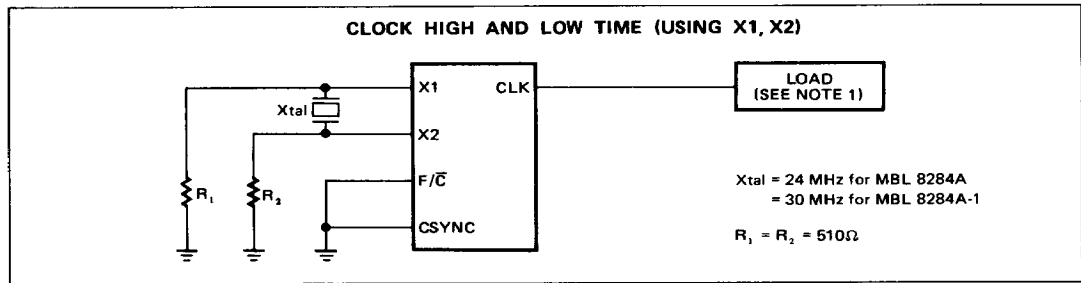 CLOCK HIGH AND LOW TIME (USING X1, X2)
X1
CLK
LOAD
(SEE NOTE 1)
Xtal
X2
F/C̅
R₁
R₂
CSYNC
Xtal = 24 MHz for MBL 8284A
= 30 MHz for MBL 8284A-1
R₁ = R₂ = 510Ω